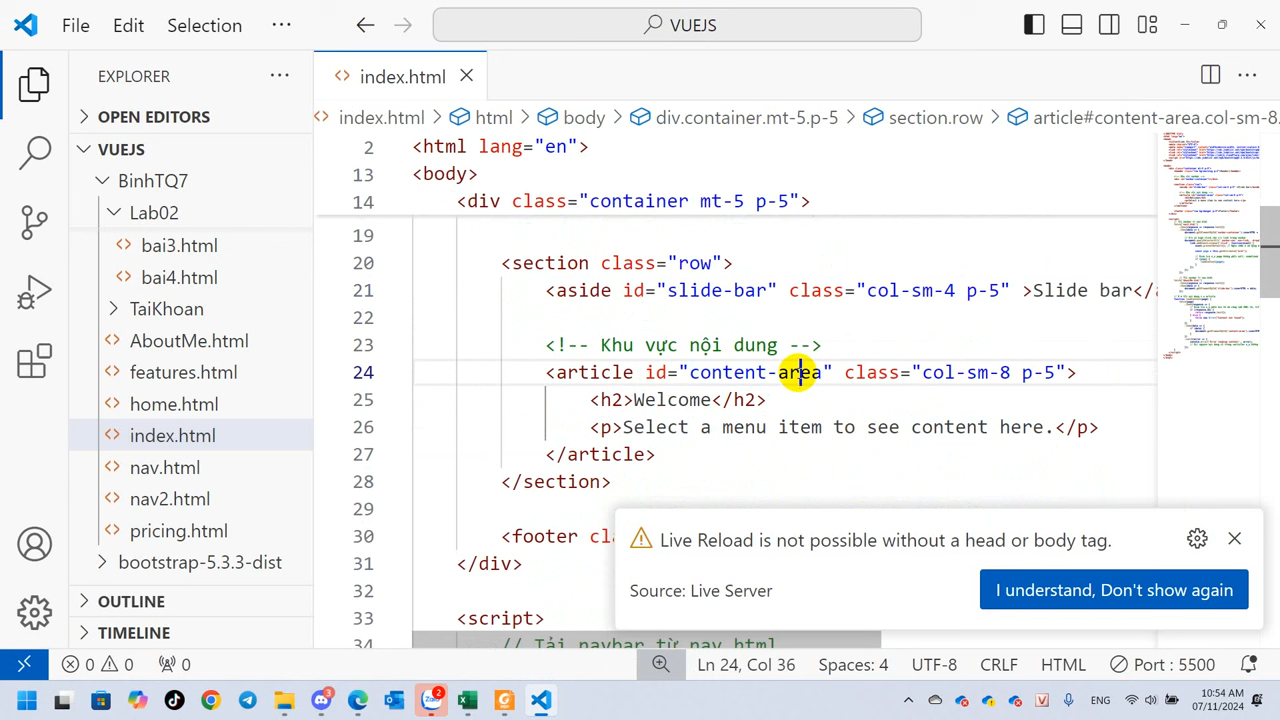 File Edit Selection ··· VUEJS
EXPLORER ···
OPEN EDITORS
VUEJS
BinhTQ7
Lab02
bai3.html
bai4.html
TaiKhoan
AboutMe.html
features.html
home.html
index.html
nav.html
nav2.html
pricing.html
bootstrap-5.3.3-dist
OUTLINE
TIMELINE
index.html
index.html > html > body > div.container.mt-5.p-5 > section.row > article#content-area.col-sm-8.
2 <html lang="en">
13 <body>
14 <div class="container mt-5 p-5">
19
20 <section class="row">
21 <aside id="slide-bar" class="col-sm-4 p-5" >Slide bar</
22
23 <!-- Khu vực nội dung -->
24 <article id="content-area" class="col-sm-8 p-5">
25 <h2>Welcome</h2>
26 <p>Select a menu item to see content here.</p>
27 </article>
28 </section>
29
30 <footer cl
31 </div>
32
33 <script>
34 // Tải navbar từ nav.html
Live Reload is not possible without a head or body tag.
Source: Live Server
I understand, Don't show again
0 0 0 Ln 24, Col 36 Spaces: 4 UTF-8 CRLF HTML Port : 5500
3 2 ENG
10:54 AM
07/11/2024